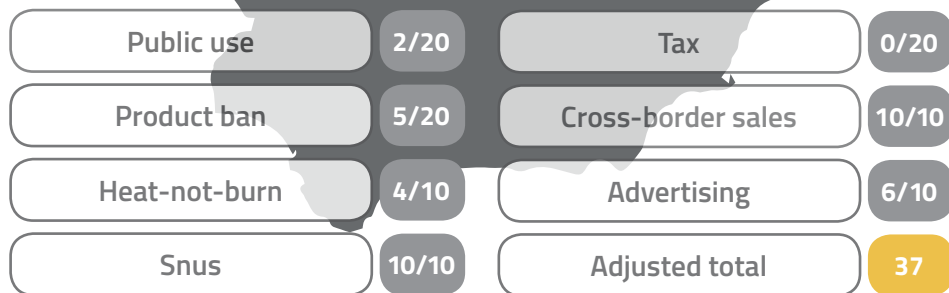 Public use 2/20
Tax 0/20
Product ban 5/20
Cross-border sales 10/10
Heat-not-burn 4/10
Advertising 6/10
Snus 10/10
Adjusted total 37